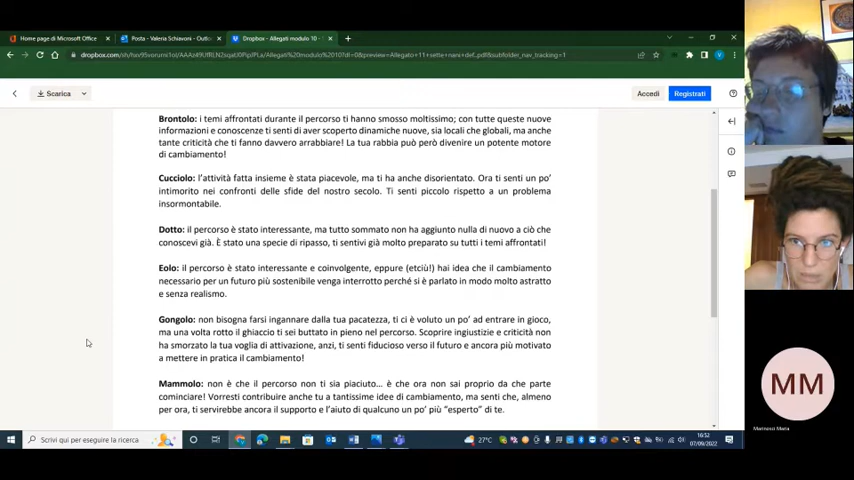 Home page di Microsoft Office
Posta - Valeria Schiavoni - Outlo
Dropbox - Allegati modulo 10 -
Scarica
Accedi
Registrati
Brontolo: i temi affrontati durante il percorso ti hanno smosso moltissimo; con tutte queste nuove
informazioni e conoscenze ti senti di aver scoperto dinamiche nuove, sia locali che globali, ma anche
tante criticità che ti fanno davvero arrabbiare! La tua rabbia può però divenire un potente motore
di cambiamento!
Cucciolo: l'attività fatta insieme è stata piacevole, ma ti ha anche disorientato. Ora ti senti un po'
intimorito nei confronti delle sfide del nostro secolo. Ti senti piccolo rispetto a un problema
insormontabile.
Dotto: il percorso è stato interessante, ma tutto sommato non ha aggiunto nulla di nuovo a ciò che
conoscevi già. È stato una specie di ripasso, ti sentivi già molto preparato su tutti i temi affrontati!
Eolo: il percorso è stato interessante e coinvolgente, eppure (etciù!) hai idea che il cambiamento
necessario per un futuro più sostenibile venga interrotto perché si è parlato in modo molto astratto
e senza realismo.
Gongolo: non bisogna farsi ingannare dalla tua pacatezza, ti ci è voluto un po' ad entrare in gioco,
ma una volta rotto il ghiaccio ti sei buttato in pieno nel percorso. Scoprire ingiustizie e criticità non
ha smorzato la tua voglia di attivazione, anzi, ti senti fiducioso verso il futuro e ancora più motivato
a mettere in pratica il cambiamento!
Mammolo: non è che il percorso non ti sia piaciuto... è che ora non sai proprio da che parte
cominciare! Vorresti contribuire anche tu a tantissime idee di cambiamento, ma senti che, almeno
per ora, ti servirebbe ancora il supporto e l'aiuto di qualcuno un po' più "esperto" di te.
MM
Scrivi qui per eseguire la ricerca
27°C
16:52
07/09/2022